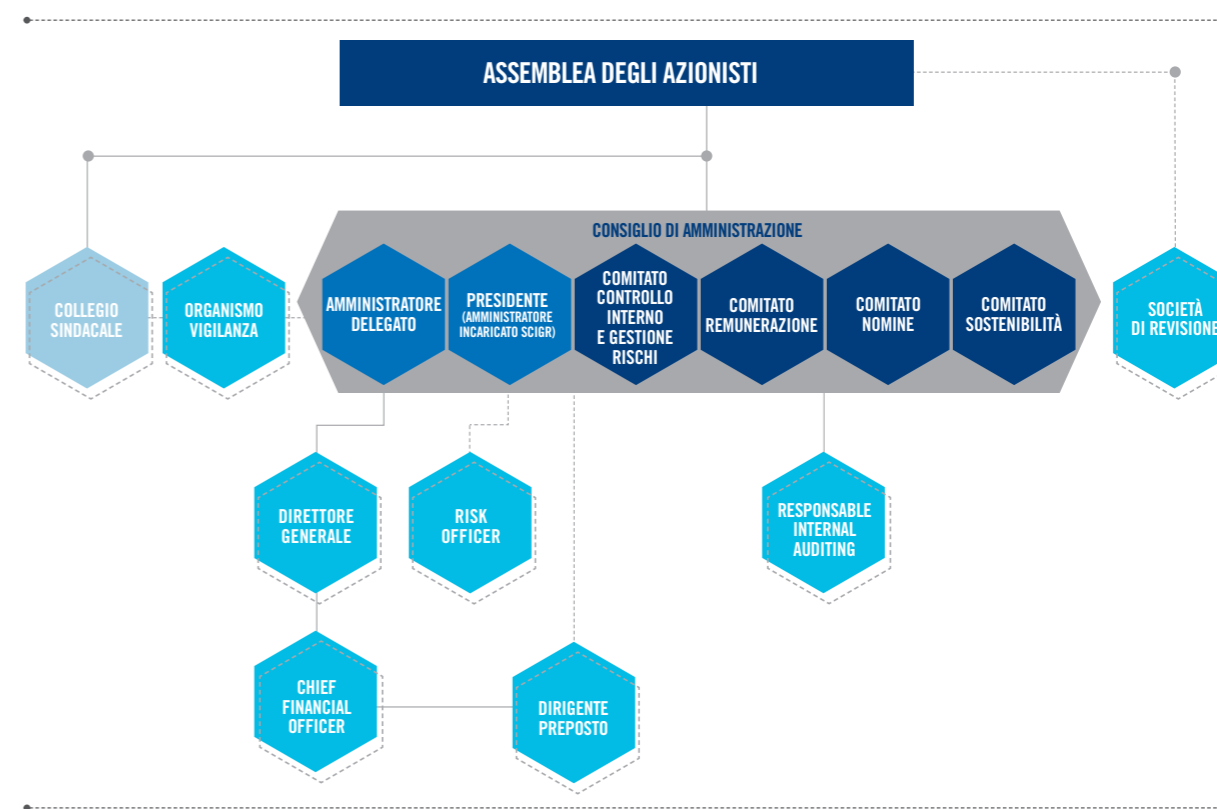 ASSEMBLEA DEGLI AZIONISTI
CONSIGLIO DI AMMINISTRAZIONE
COLLEGIO
SINDACALE
ORGANISMO
VIGILANZA
AMMINISTRATORE
DELEGATO
PRESIDENTE
(AMMINISTRATORE
INCARICATO SCIGR)
COMITATO
CONTROLLO
INTERNO
E GESTIONE
RISCHI
COMITATO
REMUNERAZIONE
COMITATO
NOMINE
COMITATO
SOSTENIBILITÀ
SOCIETÀ
DI REVISIONE
DIRETTORE
GENERALE
RISK
OFFICER
RESPONSABLE
INTERNAL
AUDITING
CHIEF
FINANCIAL
OFFICER
DIRIGENTE
PREPOSTO